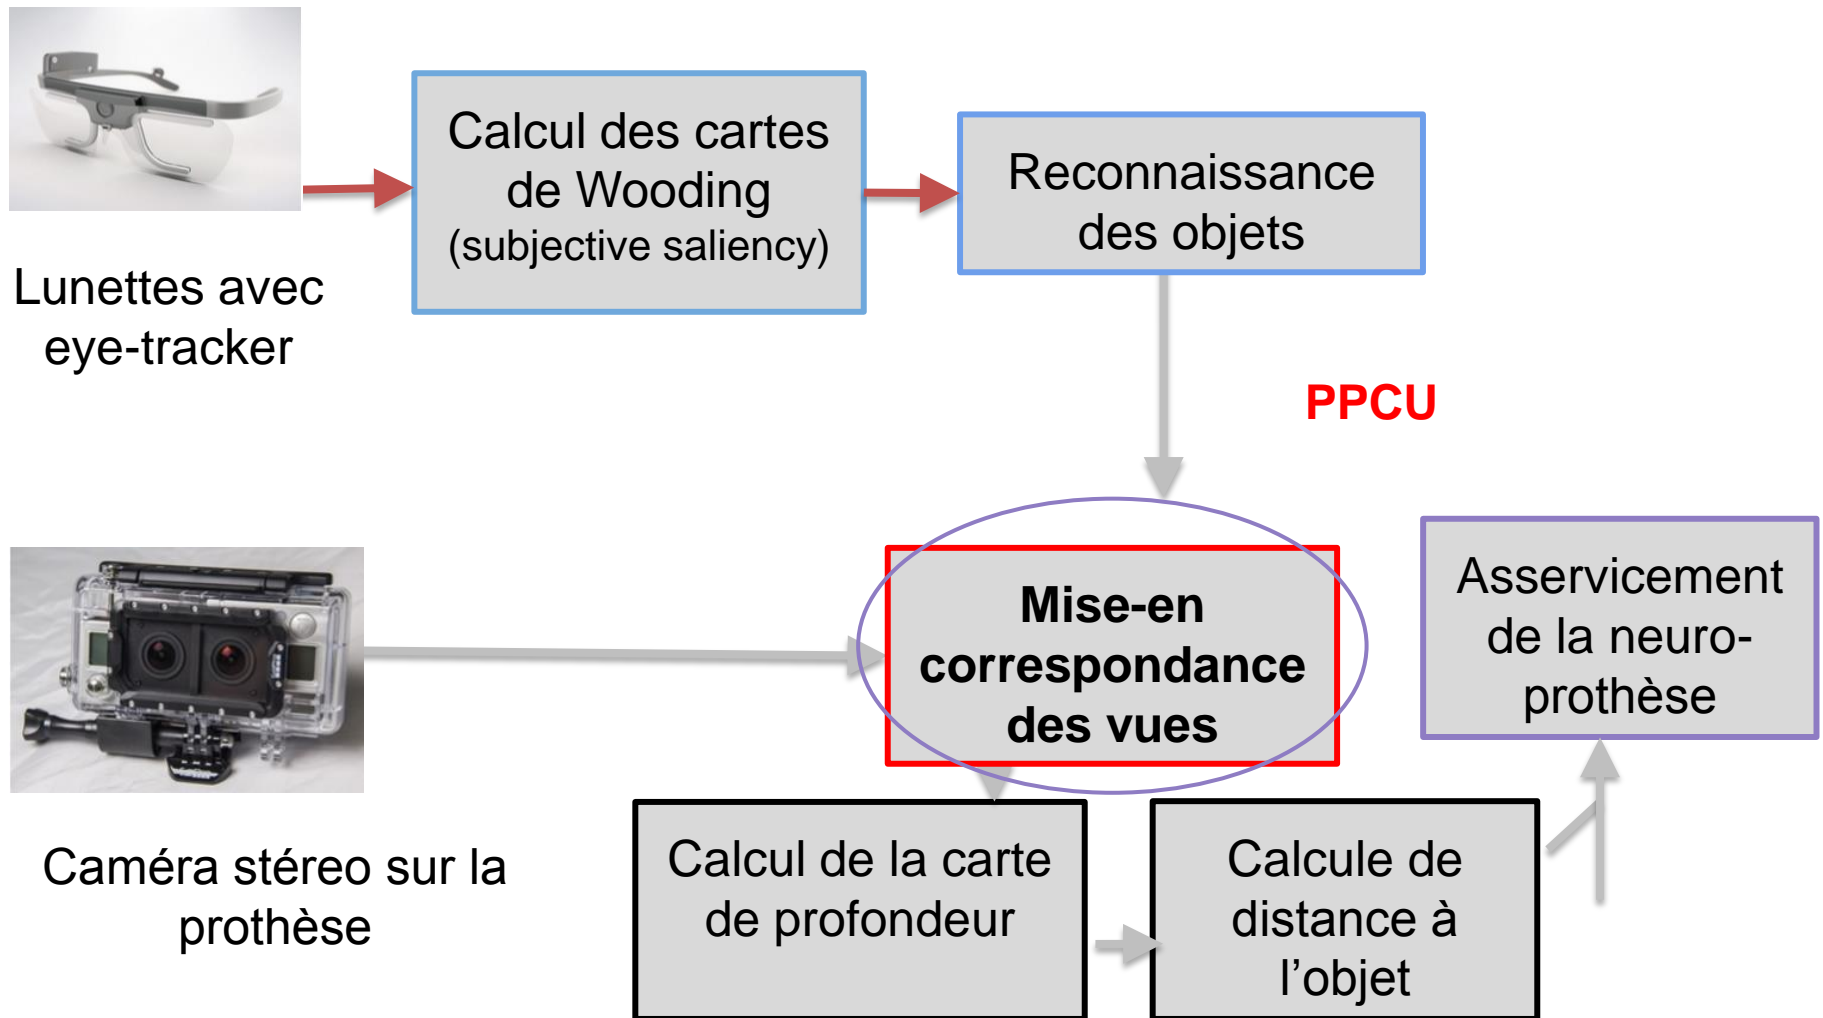 Calcul des cartes
de Wooding
(subjective saliency)
Reconnaissance
des objets
Lunettes avec
eye-tracker
PPCU
Mise-en
correspondance
des vues
Asservicement
de la neuro-
prothèse
Caméra stéreo sur la
prothèse
Calcul de la carte
de profondeur
Calcule de
distance à
l’objet